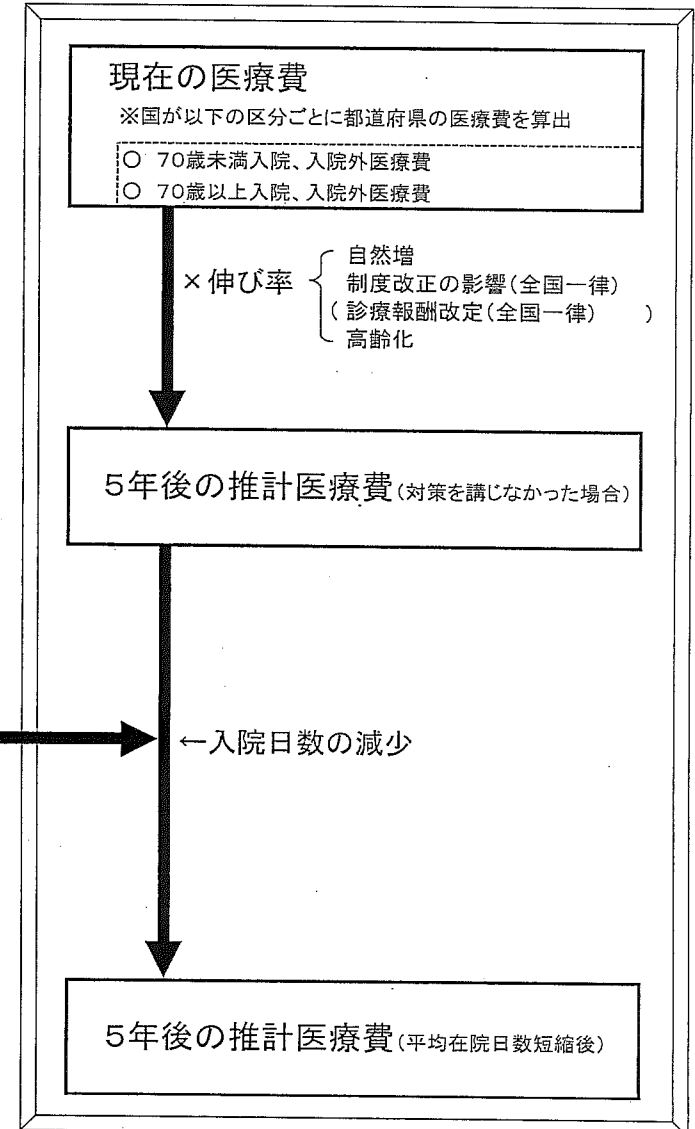 現在の医療費
※国が以下の区分ごとに都道府県の医療費を算出
○ 70歳未満入院、入院外医療費
○ 70歳以上入院、入院外医療費
×伸び率
自然増
制度改正の影響(全国一律)
(診療報酬改定(全国一律) )
高齢化
5年後の推計医療費(対策を講じなかった場合)
←入院日数の減少
5年後の推計医療費(平均在院日数短縮後)